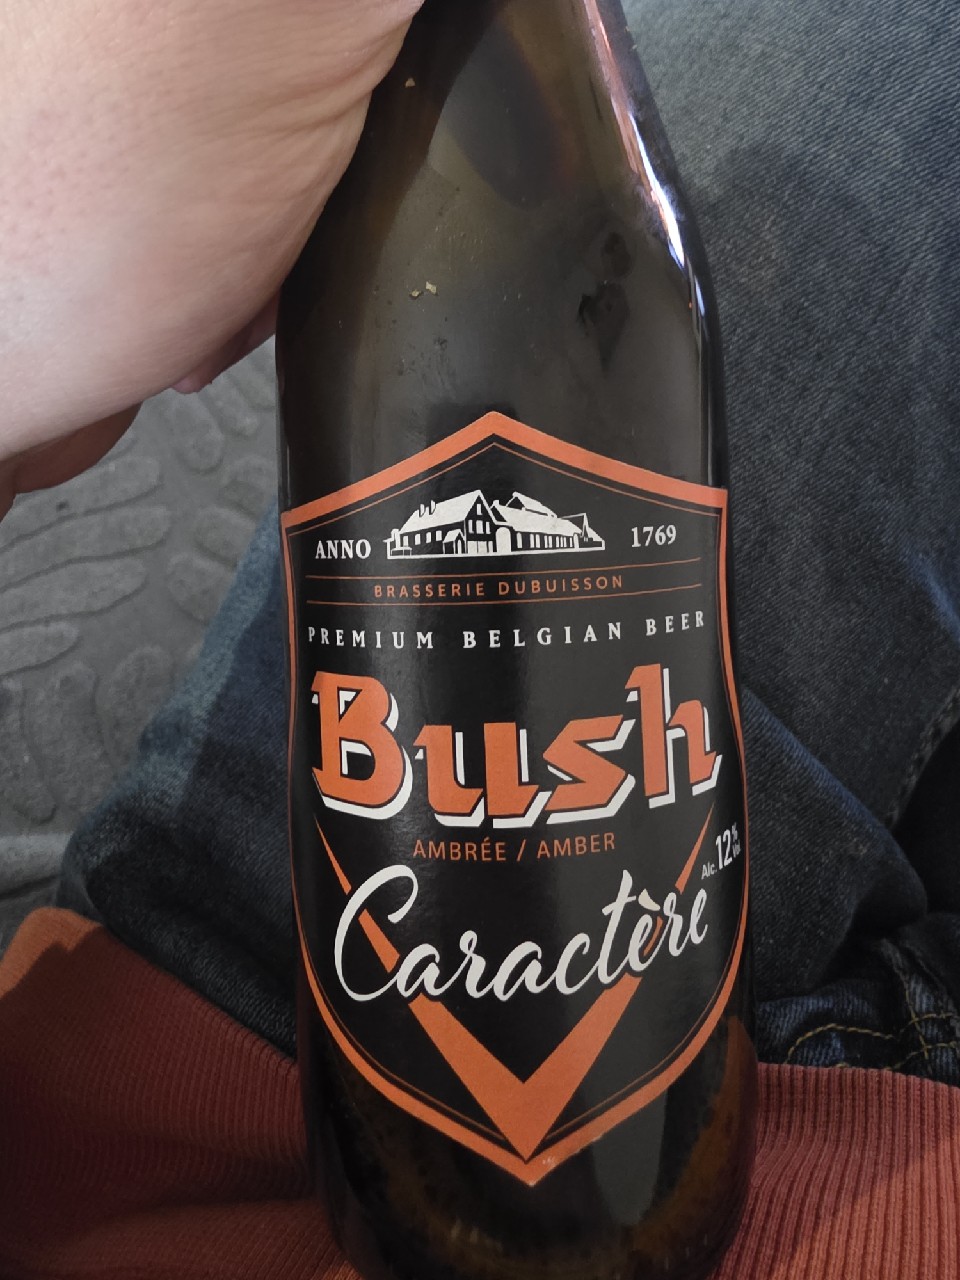 ANNO 1769
BRASSERIE DUBUISSON
PREMIUM BELGIAN BEER
Bush
AMBRÉE / AMBER
Alc. 12% Vol
Caractère